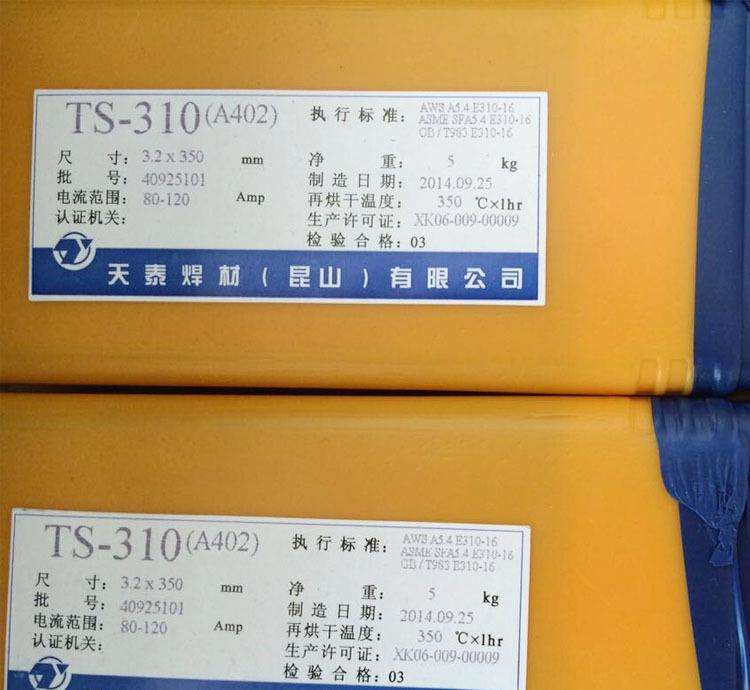 TS-310(A402)
执行标准: AWS A5.4 E310-16
ASME SFA5.4 E310-16
GB/T983 E310-16
尺 寸: 3.2 x 350 mm 净 重: 5 kg
批 号: 40925101 制造日期: 2014.09.25
电流范围: 80-120 Amp 再烘干温度: 350 ℃×1hr
认证机关: 生产许可证: XK06-009-00009
检验合格: 03
天泰焊材(昆山)有限公司
TS-310(A402)
执行标准: AWS A5.4 E310-16
ASME SFA5.4 E310-16
GB/T983 E310-16
尺 寸: 3.2 x 350 mm 净 重: 5 kg
批 号: 40925101 制造日期: 2014.09.25
电流范围: 80-120 Amp 再烘干温度: 350 ℃×1hr
认证机关: 生产许可证: XK06-009-00009
检验合格: 03